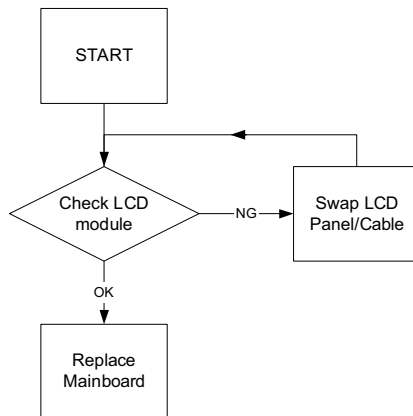 START
Check LCD
module
NG
Swap LCD
Panel/Cable
OK
Replace
Mainboard